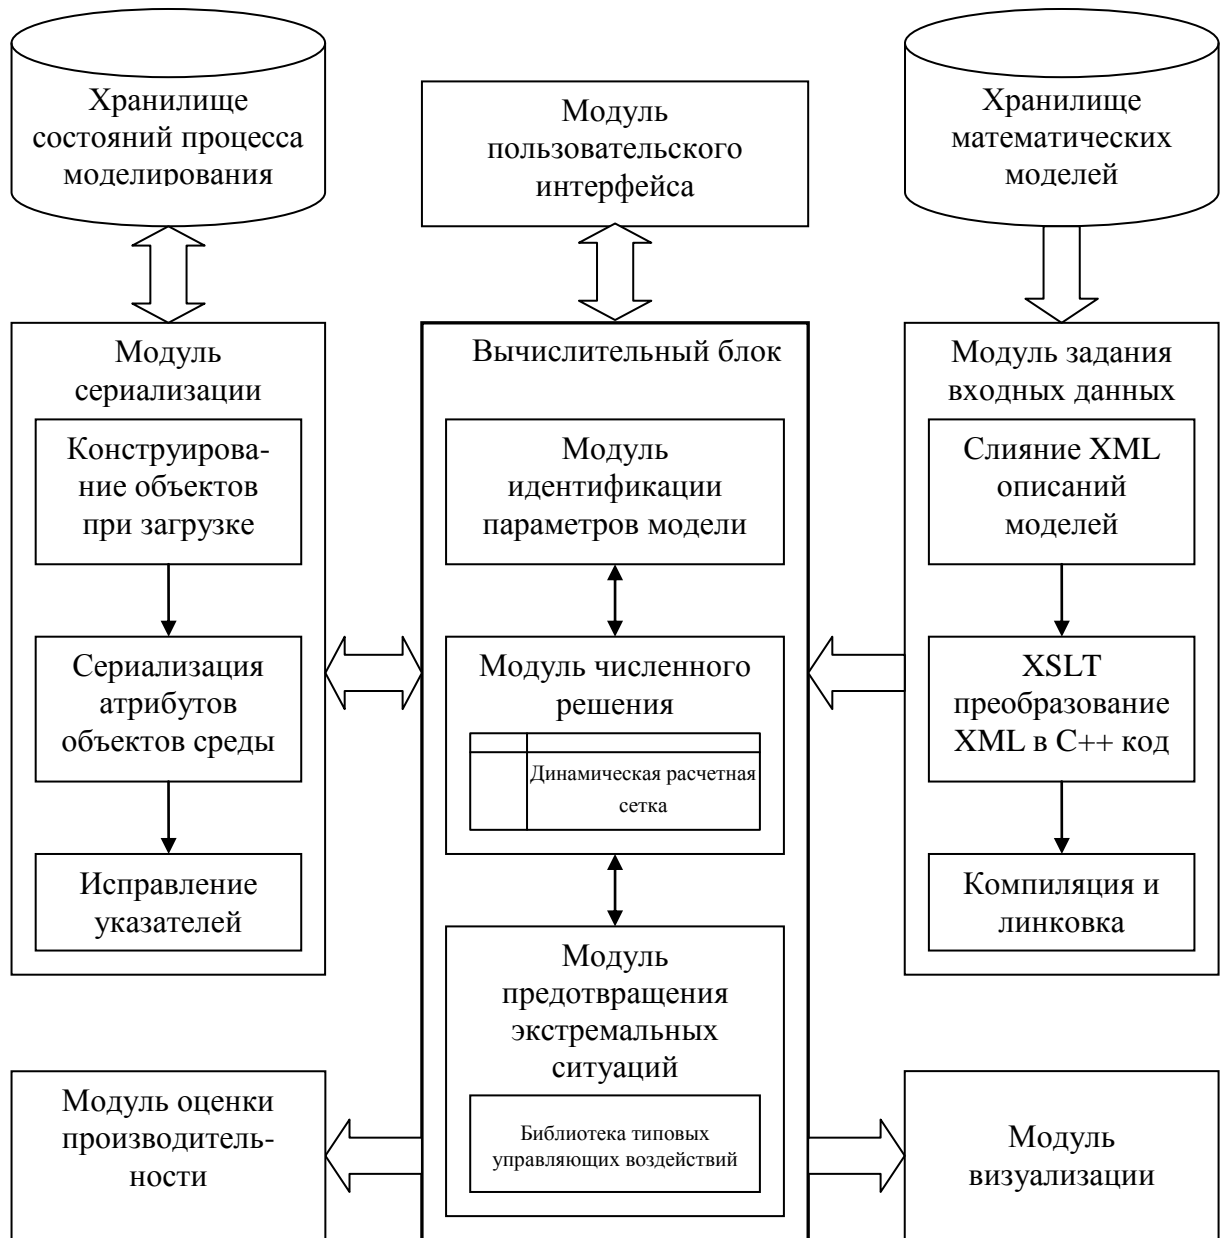 Хранилище
состояний процесса
моделирования
Модуль
пользовательского
интерфейса
Хранилище
математических
моделей
Модуль
сериализации
Конструирова-
ние объектов
при загрузке
Сериализация
атрибутов
объектов среды
Исправление
указателей
Вычислительный блок
Модуль
идентификации
параметров модели
Модуль численного
решения
Динамическая расчетная
сетка
Модуль
предотвращения
экстремальных
ситуаций
Библиотека типовых
управляющих воздействий
Модуль задания
входных данных
Слияние XML
описаний
моделей
XSLT
преобразование
XML в C++ код
Компиляция и
линковка
Модуль оценки
производитель-
ности
Модуль
визуализации